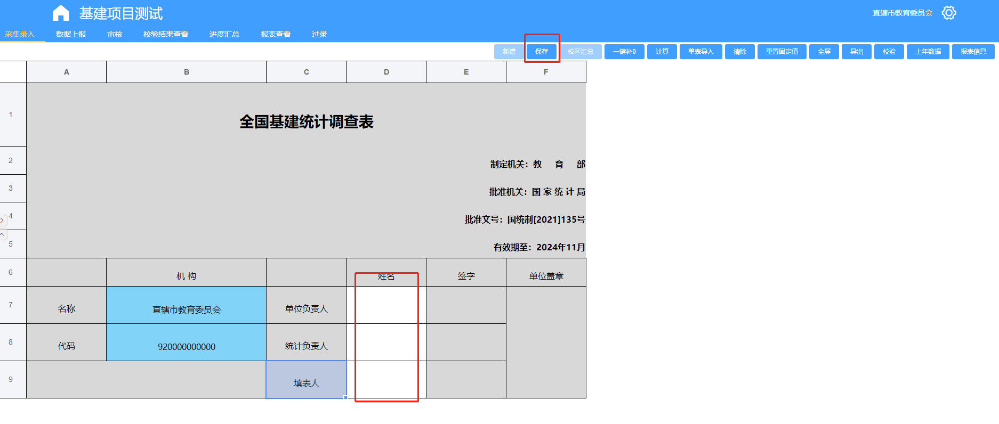 基建项目测试
直辖市教育委员会
采集录入 数据上报 审核 校验结果查看 进度汇总 报表查看 过录
新增 保存 校区汇总 一键补0 计算 单表导入 清除 重置固定值 全屏 导出 校验 上年数据 报表信息
A B C D E F
1 全国基建统计调查表
2 制定机关：教 育 部
3 批准机关：国 家 统 计 局
4 批准文号：国统制[2021]135号
5 有效期至：2024年11月
6 机 构 姓名 签字 单位盖章
7 名称 直辖市教育委员会 单位负责人
8 代码 920000000000 统计负责人
9 填表人